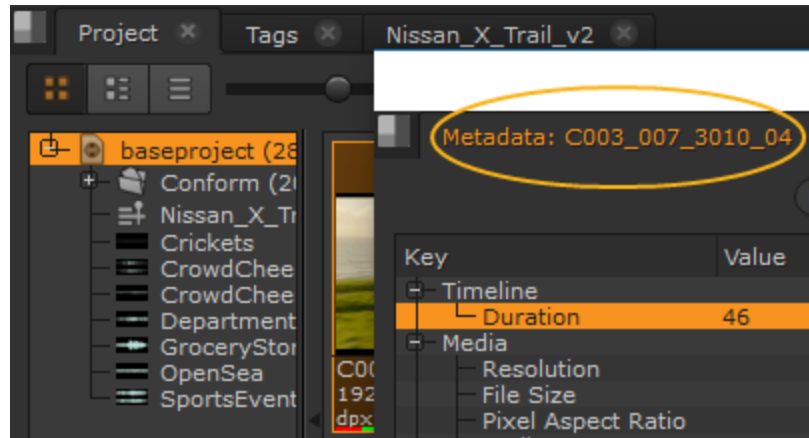 Project
Tags
Nissan_X_Trail_v2
Metadata: C003_007_3010_04
baseproject (28
Conform (2
Nissan_X_Tr
Crickets
CrowdChee
CrowdChee
Department
GroceryStor
OpenSea
SportsEvent
C00
192
dpx
Key
Value
Timeline
Duration
46
Media
Resolution
File Size
Pixel Aspect Ratio